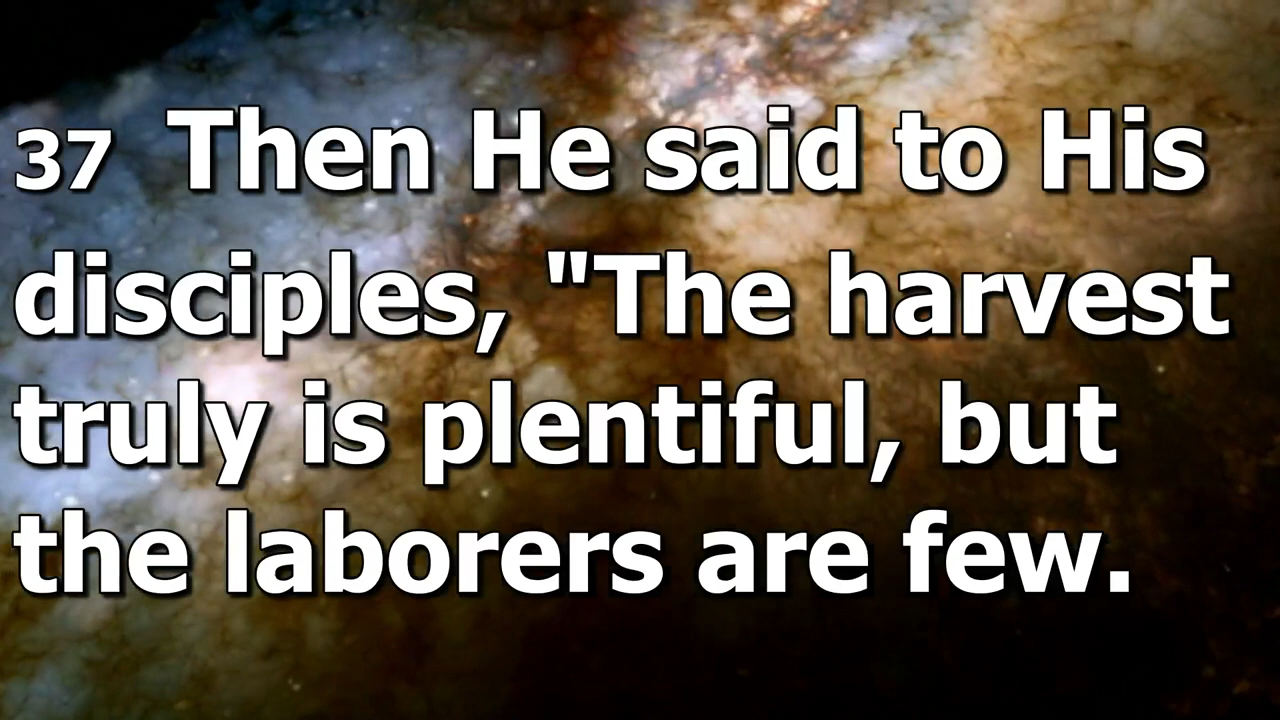 37 Then He said to His
disciples, "The harvest
truly is plentiful, but
the laborers are few.